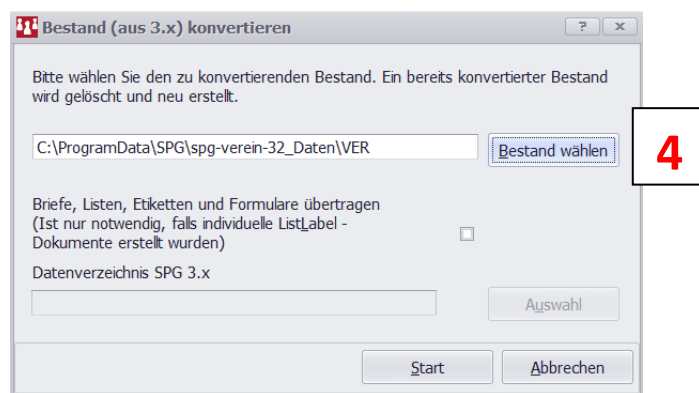 Bestand (aus 3.x) konvertieren
?
x
Bitte wählen Sie den zu konvertierenden Bestand. Ein bereits konvertierter Bestand
wird gelöscht und neu erstellt.
C:\ProgramData\SPG\spg-verein-32_Daten\VER
Bestand wählen
4
Briefe, Listen, Etiketten und Formulare übertragen
(Ist nur notwendig, falls individuelle ListLabel -
Dokumente erstellt wurden)
Datenverzeichnis SPG 3.x
Auswahl
Start
Abbrechen